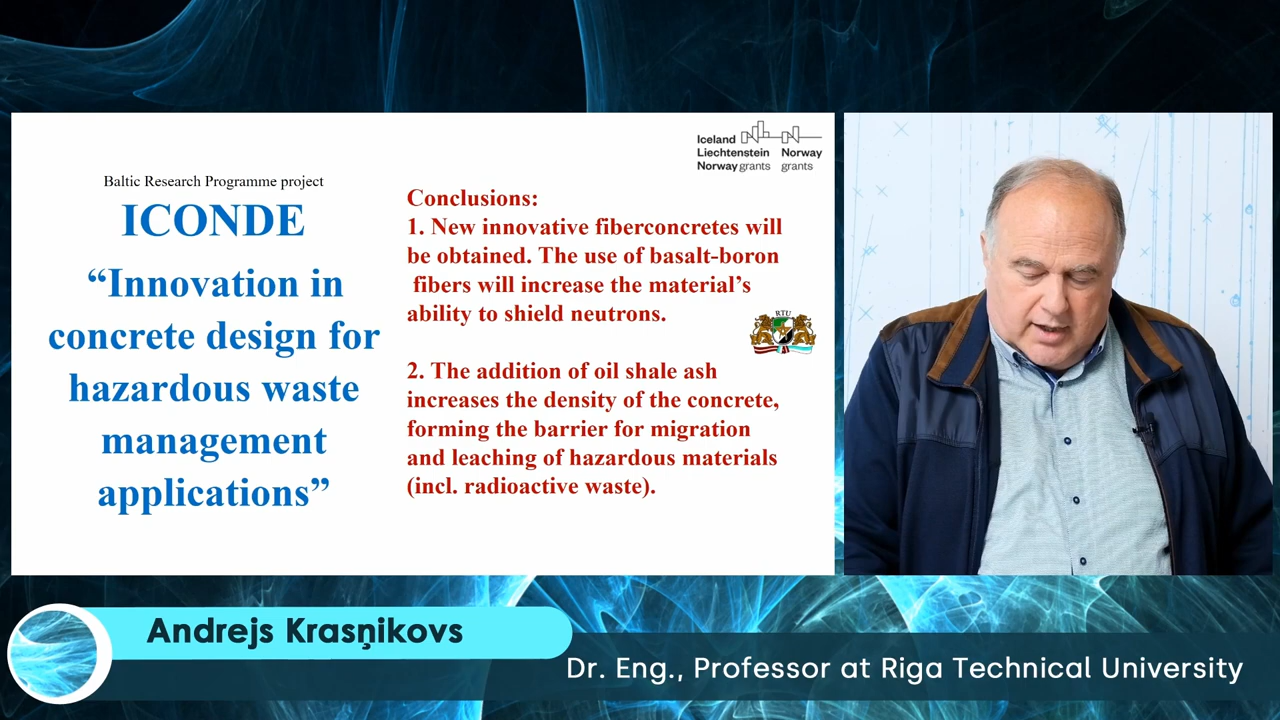 Iceland
Liechtenstein Norway
Norway grants grants
Baltic Research Programme project
ICONDE
“Innovation in
concrete design for
hazardous waste
management
applications”
Conclusions:
1. New innovative fiberconcretes will
be obtained. The use of basalt-boron
fibers will increase the material’s
ability to shield neutrons.
RTU
2. The addition of oil shale ash
increases the density of the concrete,
forming the barrier for migration
and leaching of hazardous materials
(incl. radioactive waste).
Andrejs Krasņikovs
Dr. Eng., Professor at Riga Technical University